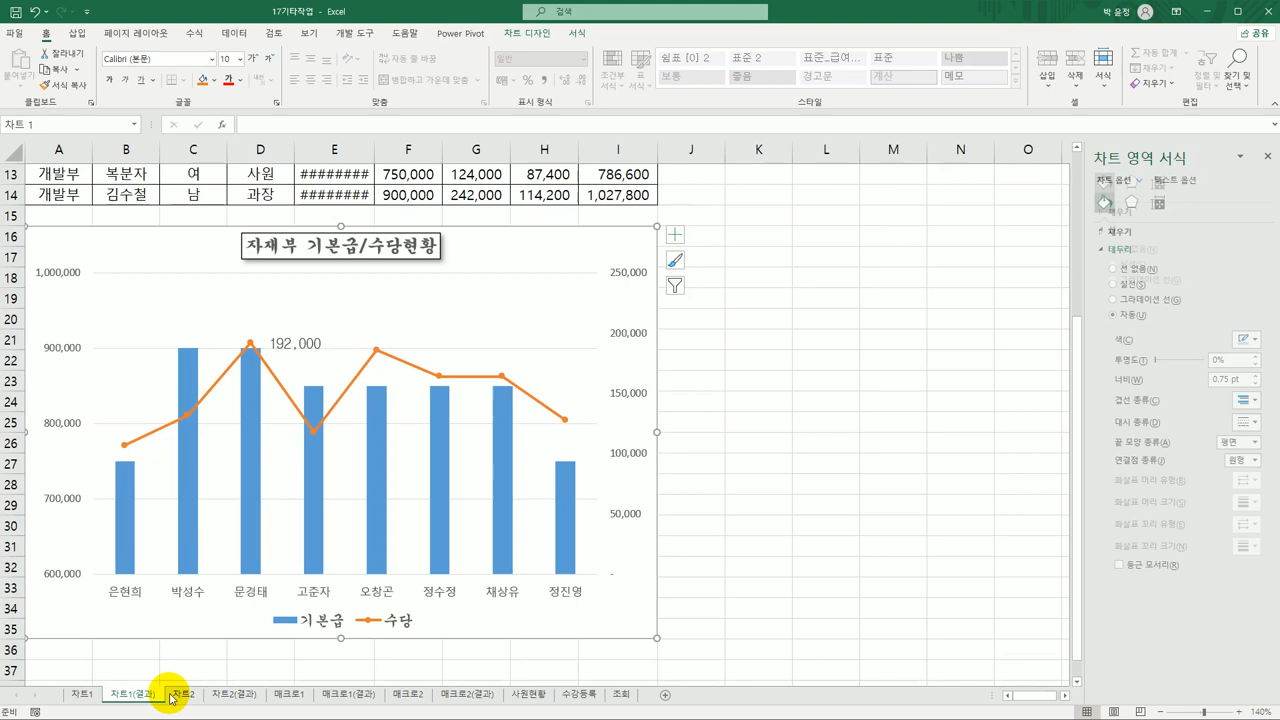 17기타작업 - Excel
검색
박 윤정
파일 홈 삽입 페이지 레이아웃 수식 데이터 검토 보기 개발 도구 도움말 Power Pivot 차트 디자인 서식 공유
붙여넣기 잘라내기 복사 서식 복사 클립보드
Calibri (본문) 10 가 가 가 가 가 글꼴
텍스트 줄 바꿈 병합하고 가운데 맞춤 맞춤
일반 % 표시 형식
조건부 서식 표 서식
쉼표 [0] 2 표준 2 표준_급여... 표준 나쁨
보통 좋음 경고문 계산 메모
스타일
삽입 삭제 서식 셀
자동 합계 채우기 지우기 정렬 및 필터 찾기 및 선택 편집
차트 1 fx
A B C D E F G H I J K L M N O
13 개발부 복분자 여 사원 ######## 750,000 124,000 87,400 786,600
14 개발부 김수철 남 과장 ######## 900,000 242,000 114,200 1,027,800
15
16
17
18
19
20
21
22
23
24
25
26
27
28
29
30
31
32
33
34
35
36
37
자재부 기본급/수당현황
1,000,000
900,000
800,000
700,000
600,000
250,000
200,000
150,000
100,000
50,000
-
192,000
은현희 박성수 문경태 고준자 오창곤 정수정 채상유 정진영
기본급 수당
차트 영역 서식
차트 옵션 텍스트 옵션
채우기
테두리
선 없음(N)
실선(S)
그라데이션 선(G)
자동(U)
색(C)
투명도(T) 0%
너비(W) 0.75 pt
겹선 종류(C)
대시 종류(D)
끝 모양 종류(A) 평면
연결점 종류(J) 원형
화살표 머리 유형(B)
화살표 머리 크기(S)
화살표 꼬리 유형(E)
화살표 꼬리 크기(N)
둥근 모서리(R)
차트1 차트1(결과) 차트2 차트2(결과) 매크로1 매크로1(결과) 매크로2 매크로2(결과) 사원현황 수강등록 조회
준비 140%